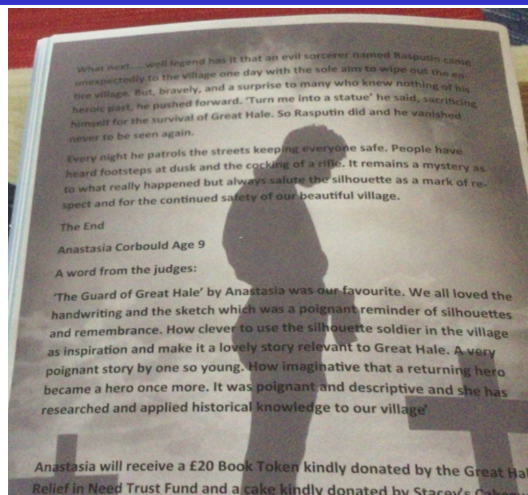 What next.....well legend has it that an evil sorcerer named Rasputin came
unexpectedly to the village one day with the sole aim to wipe out the en-
tire village. But, bravely, and a surprise to many who knew nothing of his
heroic past, he pushed forward. 'Turn me into a statue' he said, sacrificing
himself for the survival of Great Hale. So Rasputin did and he vanished
never to be seen again.
Every night he patrols the streets keeping everyone safe. People have
heard footsteps at dusk and the cocking of a rifle. It remains a mystery as
to what really happened but always salute the silhouette as a mark of re-
spect and for the continued safety of our beautiful village.
The End
Anastasia Corbould Age 9
A word from the judges:
'The Guard of Great Hale' by Anastasia was our favourite. We all loved the
handwriting and the sketch which was a poignant reminder of silhouettes
and remembrance. How clever to use the silhouette soldier in the village
as inspiration and make it a lovely story relevant to Great Hale. A very
poignant story by one so young. How imaginative that a returning hero
became a hero once more. It was poignant and descriptive and she has
researched and applied historical knowledge to our village'
Anastasia will receive a £20 Book Token kindly donated by the Great Hal
Relief in Need Trust Fund and a cake kindly donated by Stacey's